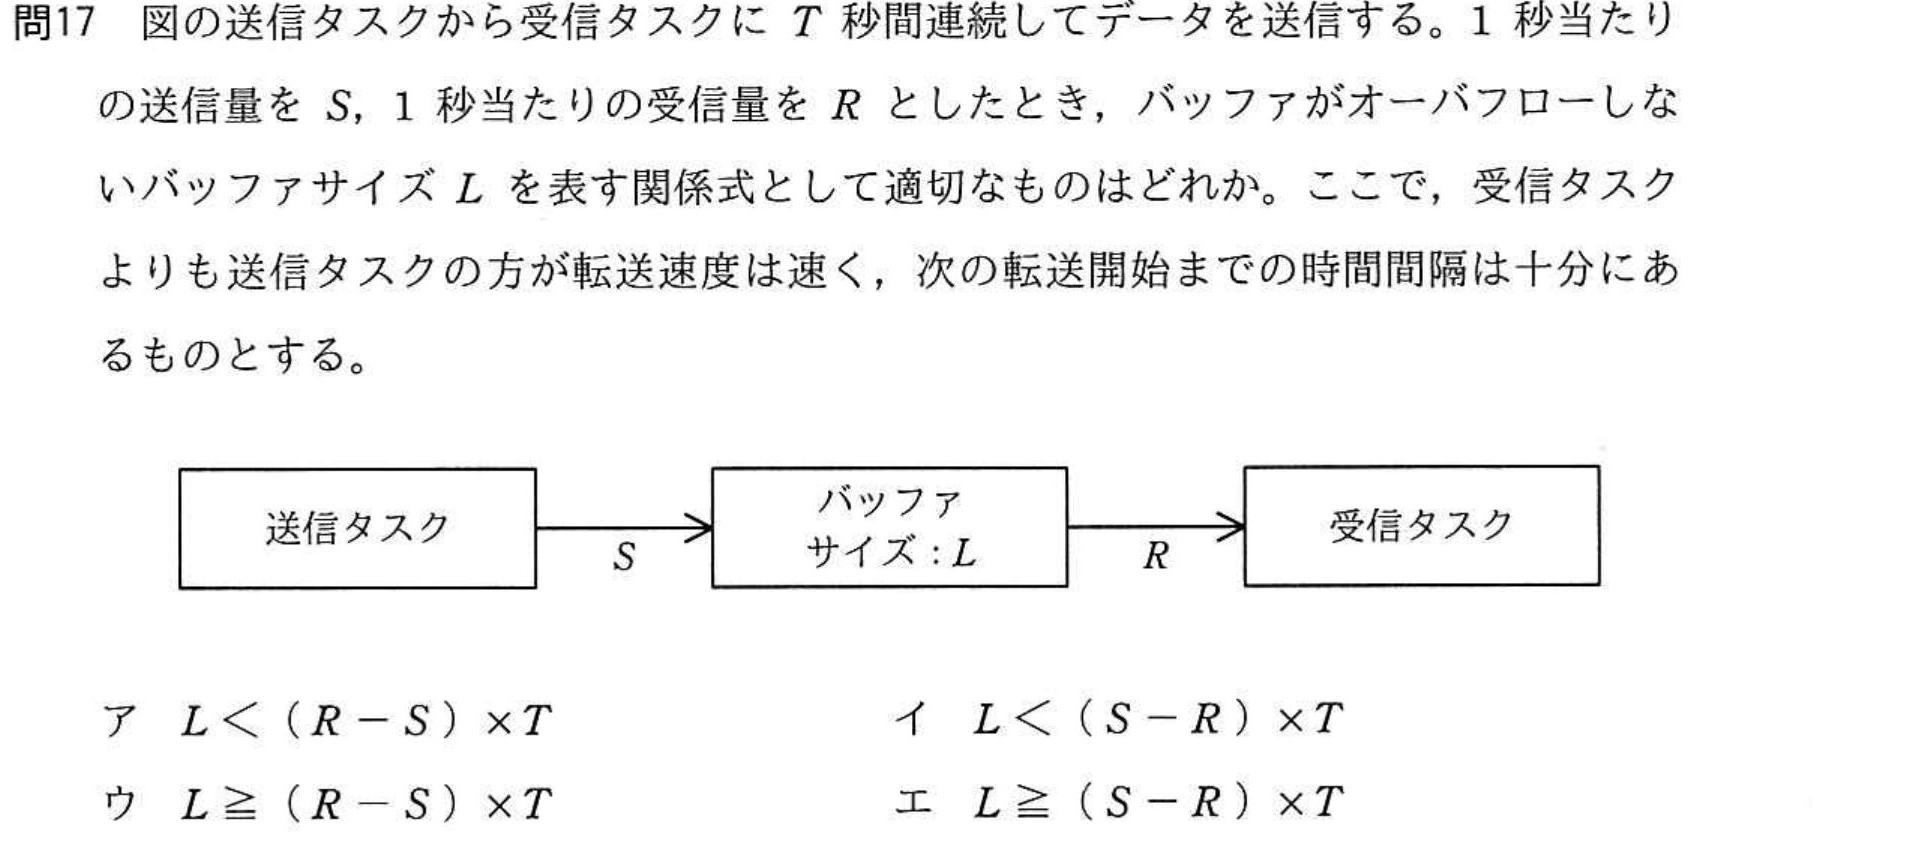 問17　図の送信タスクから受信タスクに T 秒間連続してデータを送信する。1 秒当たり
の送信量を S，1 秒当たりの受信量を R としたとき，バッファがオーバフローしな
いバッファサイズ L を表す関係式として適切なものはどれか。ここで，受信タスク
よりも送信タスクの方が転送速度は速く，次の転送開始までの時間間隔は十分にあ
るものとする。
送信タスク
S
バッファ
サイズ：L
R
受信タスク
ア　L＜（R－S）×T
イ　L＜（S－R）×T
ウ　L≧（R－S）×T
エ　L≧（S－R）×T